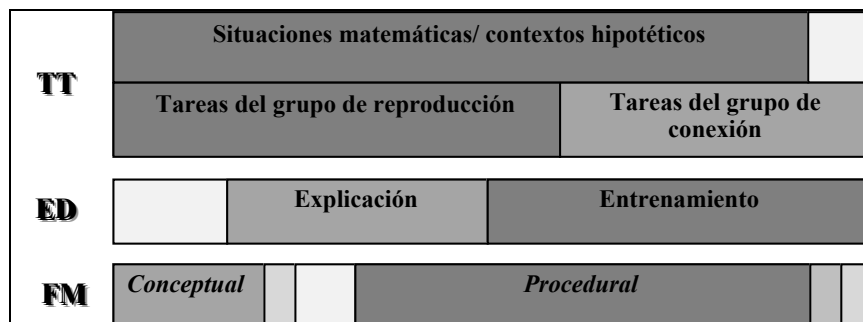 Situaciones matemáticas/ contextos hipotéticos
TT
Tareas del grupo de reproducción
Tareas del grupo de
conexión
ED
Explicación
Entrenamiento
FM
Conceptual
Procedural